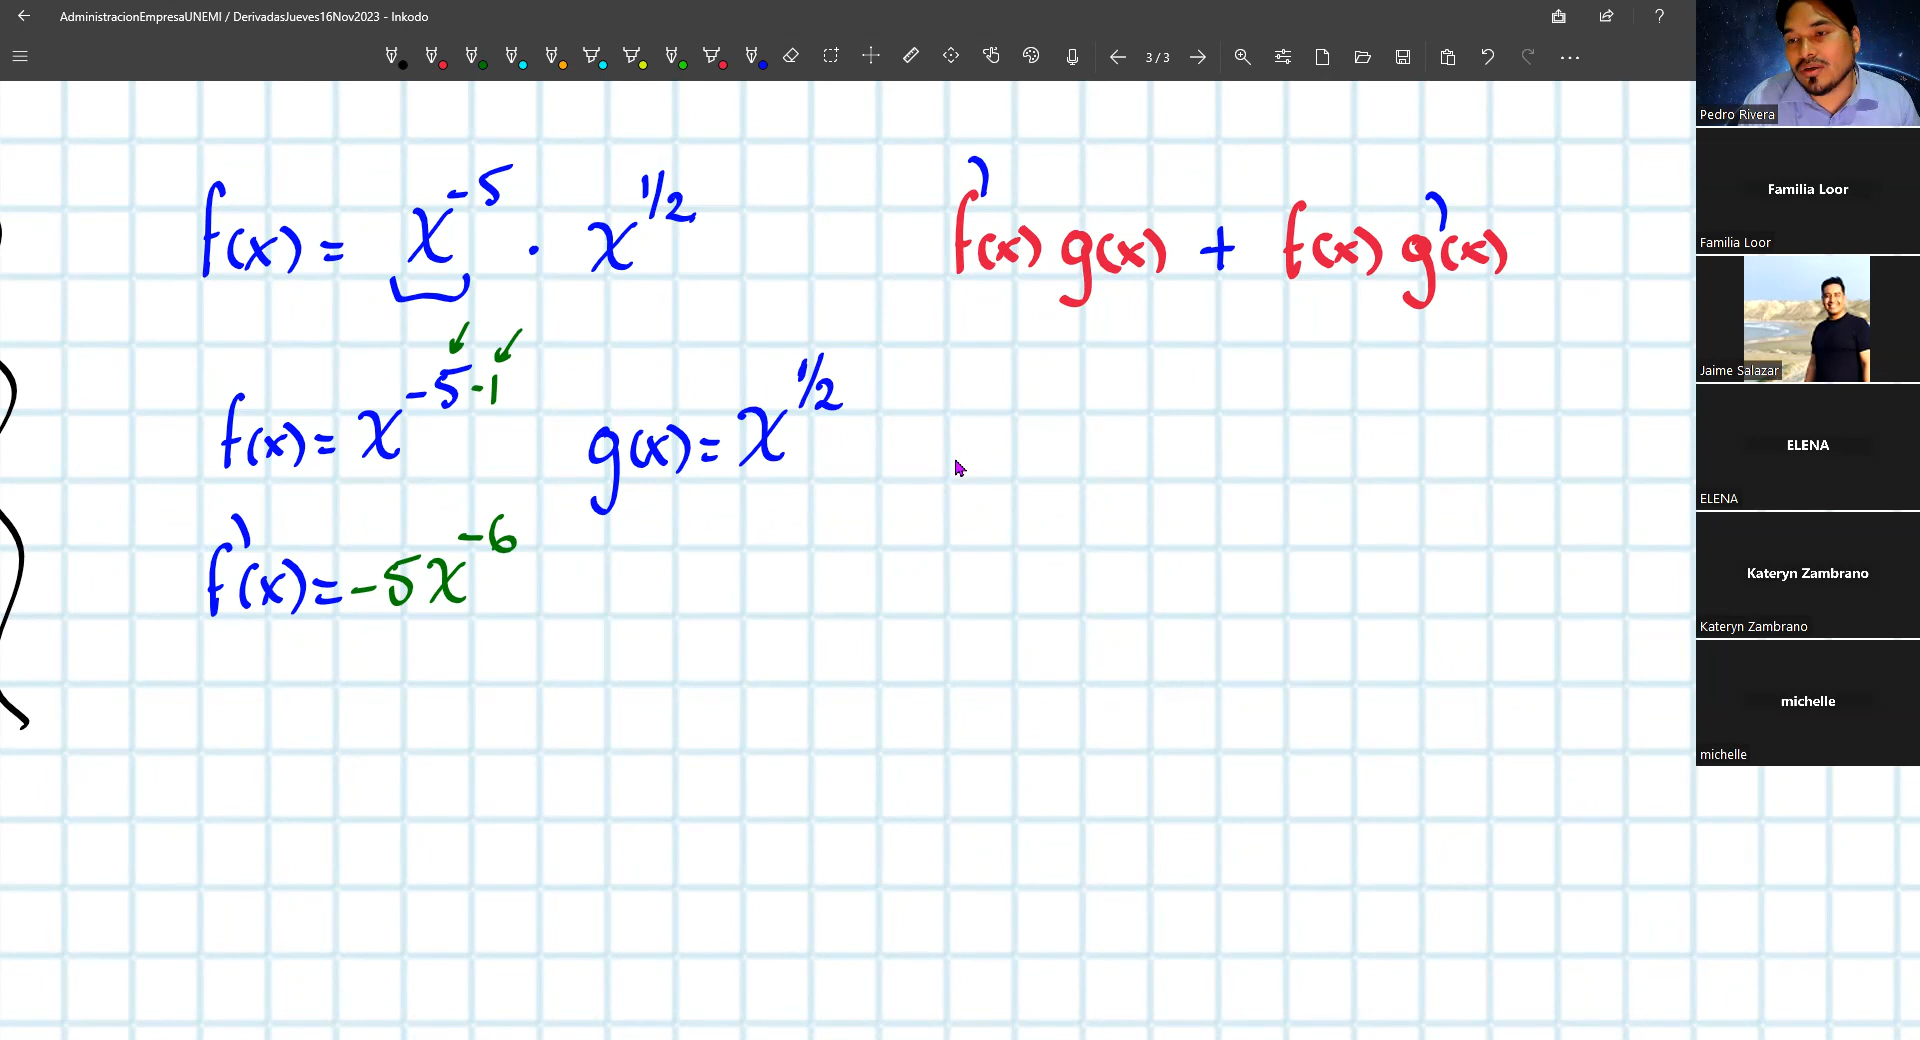 AdministracionEmpresaUNEMI / DerivadasJueves16Nov2023 - Inkodo
3 / 3
f(x) = x^-5 · x^1/2
f'(x) g(x) + f(x) g'(x)
f(x) = x^-5-1
g(x) = x^1/2
f'(x) = -5x^-6
Pedro Rivera
Familia Loor
Familia Loor
Jaime Salazar
ELENA
ELENA
Kateryn Zambrano
Kateryn Zambrano
michelle
michelle